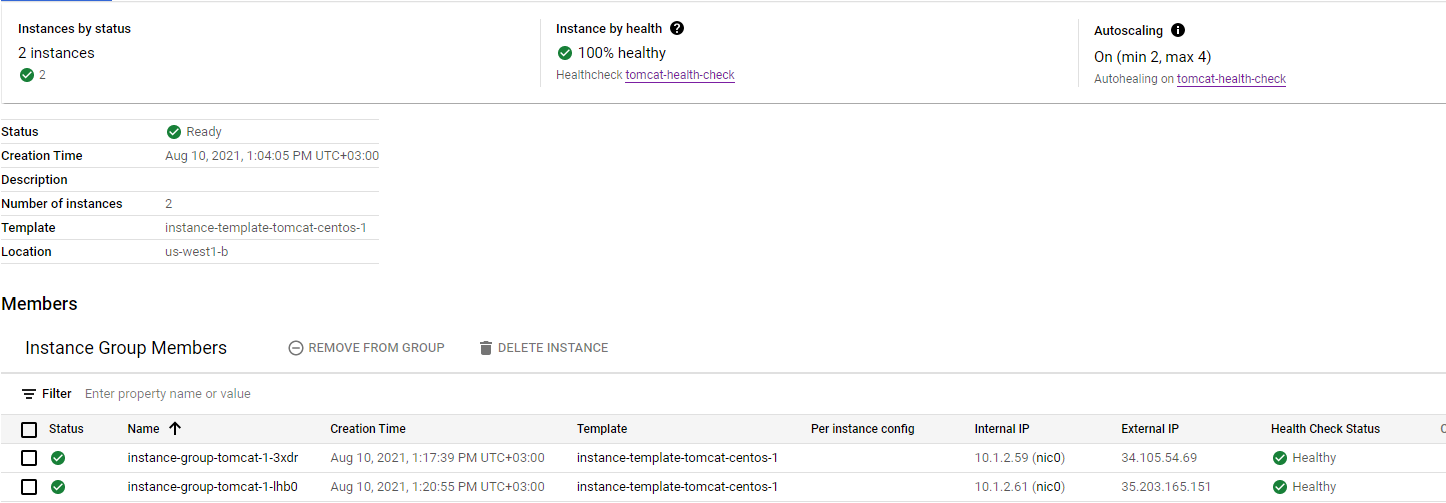 Instances by status
2 instances
2
Instance by health
100% healthy
Healthcheck tomcat-health-check
Autoscaling
On (min 2, max 4)
Autohealing on tomcat-health-check
Status Ready
Creation Time Aug 10, 2021, 1:04:05 PM UTC+03:00
Description
Number of instances 2
Template instance-template-tomcat-centos-1
Location us-west1-b
Members
Instance Group Members REMOVE FROM GROUP DELETE INSTANCE
Filter Enter property name or value
Status Name Creation Time Template Per instance config Internal IP External IP Health Check Status
instance-group-tomcat-1-3xdr Aug 10, 2021, 1:17:39 PM UTC+03:00 instance-template-tomcat-centos-1 10.1.2.59 (nic0) 34.105.54.69 Healthy
instance-group-tomcat-1-lhb0 Aug 10, 2021, 1:20:55 PM UTC+03:00 instance-template-tomcat-centos-1 10.1.2.61 (nic0) 35.203.165.151 Healthy